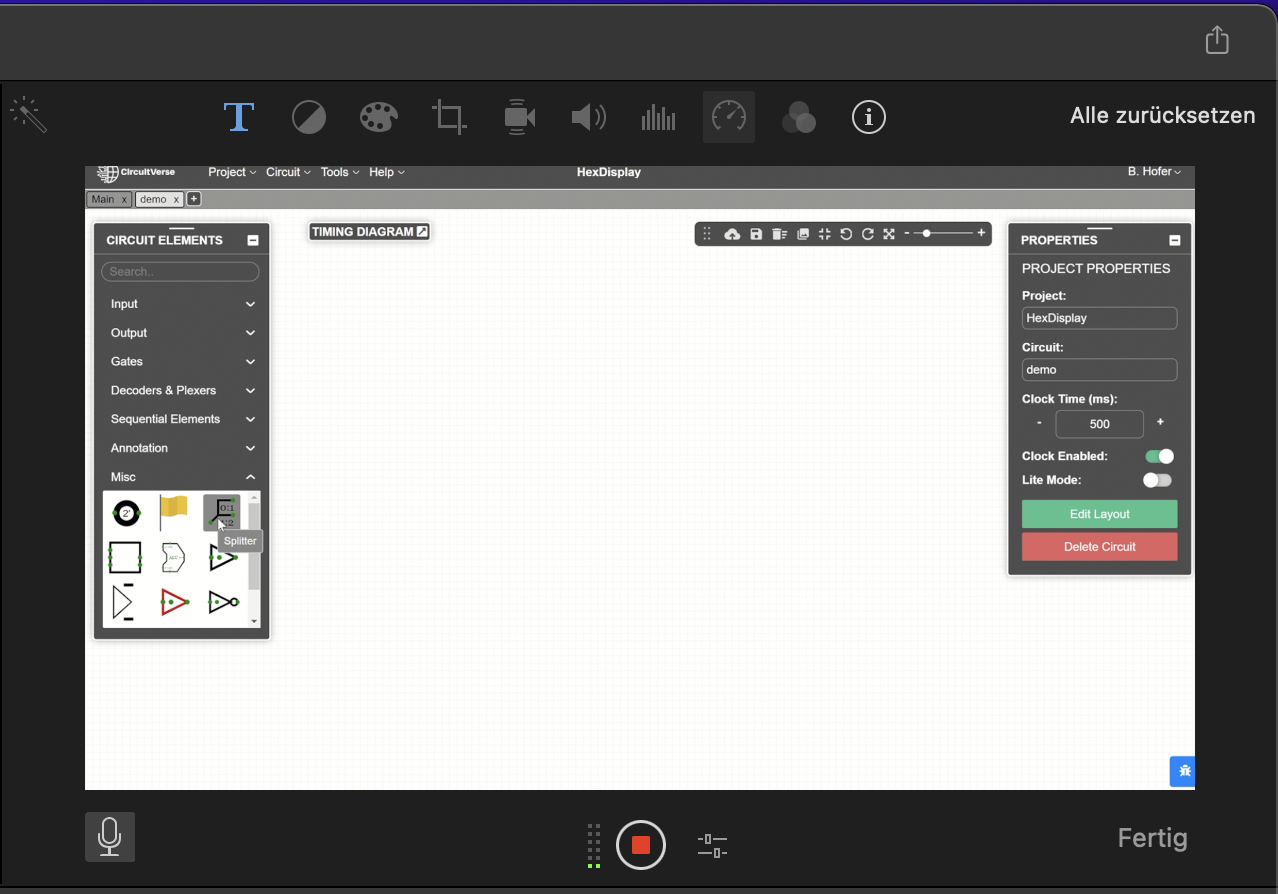 T
Alle zurücksetzen
CircuitVerse Project Circuit Tools Help HexDisplay B. Hofer
Main x demo x +
CIRCUIT ELEMENTS
Search..
Input
Output
Gates
Decoders & Plexers
Sequential Elements
Annotation
Misc
2'
0:1
Splitter
TIMING DIAGRAM
- +
PROPERTIES
PROJECT PROPERTIES
Project:
HexDisplay
Circuit:
demo
Clock Time (ms):
- 500 +
Clock Enabled:
Lite Mode:
Edit Layout
Delete Circuit
Fertig